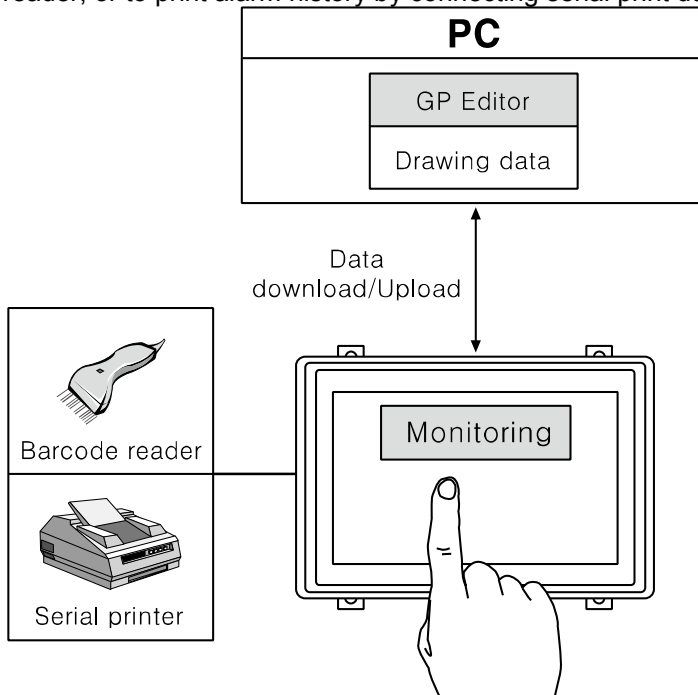 reader, or to print alarm history by connecting serial print de
PC
GP Editor
Drawing data
Data
download/Upload
Monitoring
Barcode reader
Serial printer